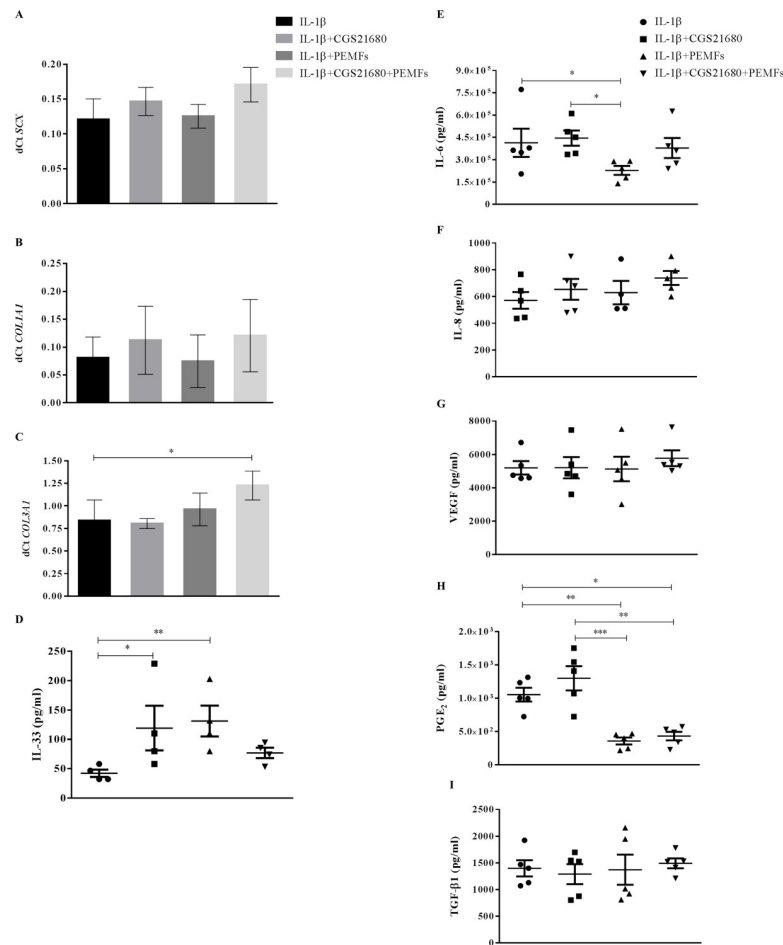 A
IL-1β
IL-1β+CGS21680
IL-1β+PEMFs
IL-1β+CGS21680+PEMFs
dCt SCX
0.20
0.15
0.10
0.05
0.00
B
dCt COL1A1
0.25
0.20
0.15
0.10
0.05
0.00
C
*
dCt COL3A1
1.50
1.25
1.00
0.75
0.50
0.25
0.00
D
**
*
IL-33 (pg/ml)
250
200
150
100
50
0
E
IL-1β
IL-1β+CGS21680
IL-1β+PEMFs
IL-1β+CGS21680+PEMFs
*
*
IL-6 (pg/ml)
9.0*10⁵
6.0*10⁵
4.5*10⁵
3.0*10⁵
1.5*10⁵
0
F
IL-8 (pg/ml)
1000
800
600
400
200
0
G
VEGF (pg/ml)
8000
6000
4000
2000
0
H
*
**
**
***
PGE₂ (pg/ml)
2.0*10³
1.5*10³
1.0*10³
5.0*10²
0
I
TGF-β1 (pg/ml)
2500
2000
1500
1000
500
0